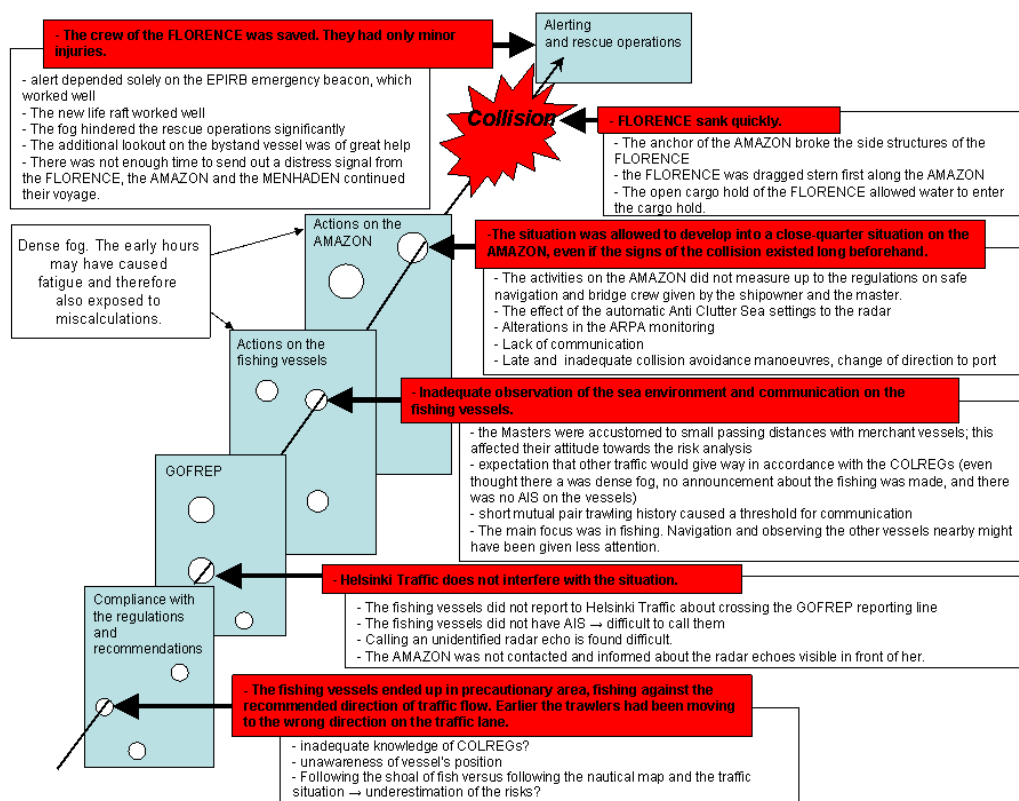 - The crew of the FLORENCE was saved. They had only minor
injuries.
- alert depended solely on the EPIRB emergency beacon, which
worked well
- The new life raft worked well
- The fog hindered the rescue operations significantly
- The additional lookout on the bystand vessel was of great help
- There was not enough time to send out a distress signal from
the FLORENCE, the AMAZON and the MENHADEN continued
their voyage.
Alerting
and rescue operations
Collision
- FLORENCE sank quickly.
- The anchor of the AMAZON broke the side structures of the
FLORENCE
- the FLORENCE was dragged stern first along the AMAZON
- The open cargo hold of the FLORENCE allowed water to enter
the cargo hold.
Dense fog. The early hours
may have caused
fatigue and therefore
also exposed to
miscalculations.
Actions on the
AMAZON
-The situation was allowed to develop into a close-quarter situation on the
AMAZON, even if the signs of the collision existed long beforehand.
- The activities on the AMAZON did not measure up to the regulations on safe
navigation and bridge crew given by the shipowner and the master.
- The effect of the automatic Anti Clutter Sea settings to the radar
- Alterations in the ARPA monitoring
- Lack of communication
- Late and inadequate collision avoidance manoeuvres, change of direction to port
Actions on the
fishing vessels
- Inadequate observation of the sea environment and communication on the
fishing vessels.
- the Masters were accustomed to small passing distances with merchant vessels; this
affected their attitude towards the risk analysis
- expectation that other traffic would give way in accordance with the COLREGs (even
thought there a was dense fog, no announcement about the fishing was made, and there
was no AIS on the vessels)
- short mutual pair trawling history caused a threshold for communication
- The main focus was in fishing. Navigation and observing the other vessels nearby might
have been given less attention.
GOFREP
- Helsinki Traffic does not interfere with the situation.
- The fishing vessels did not report to Helsinki Traffic about crossing the GOFREP reporting
line
- The fishing vessels did not have AIS → difficult to call them
- Calling an unidentified radar echo is found difficult.
- The AMAZON was not contacted and informed about the radar echoes visible in front of her.
Compliance with
the regulations
and
recommendations
- The fishing vessels ended up in precautionary area, fishing against the
recommended direction of traffic flow. Earlier the trawlers had been moving
to the wrong direction on the traffic lane.
- inadequate knowledge of COLREGs?
- unawareness of vessel's position
- Following the shoal of fish versus following the nautical map and the traffic
situation → underestimation of the risks?